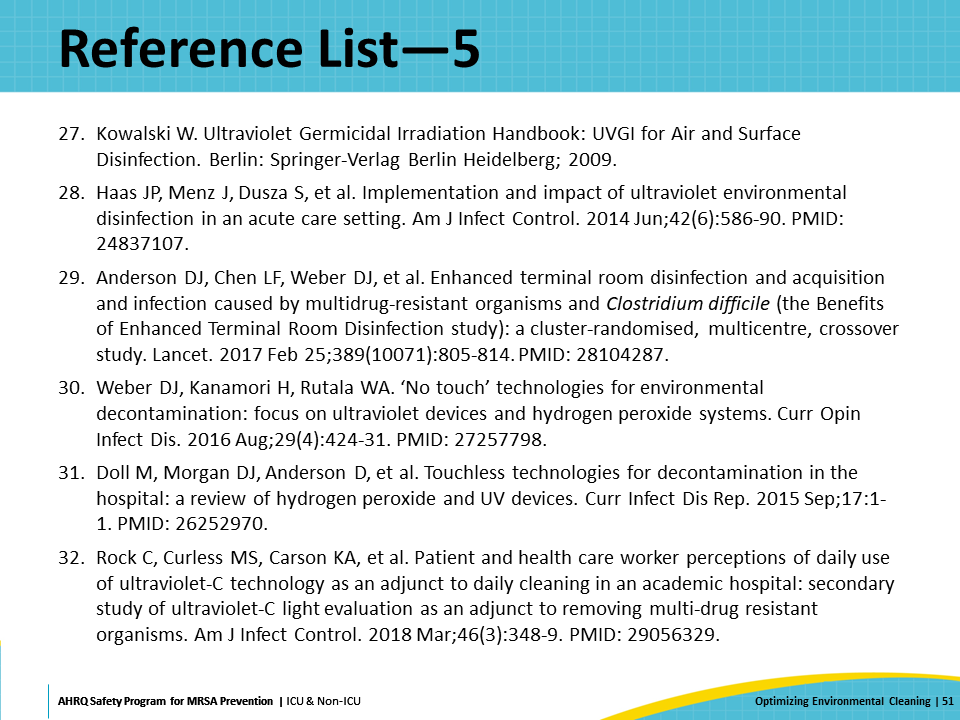 Reference List—5
27. Kowalski W. Ultraviolet Germicidal Irradiation Handbook: UVGI for Air and Surface
Disinfection. Berlin: Springer-Verlag Berlin Heidelberg; 2009.
28. Haas JP, Menz J, Dusza S, et al. Implementation and impact of ultraviolet environmental
disinfection in an acute care setting. Am J Infect Control. 2014 Jun;42(6):586-90. PMID:
24837107.
29. Anderson DJ, Chen LF, Weber DJ, et al. Enhanced terminal room disinfection and acquisition
and infection caused by multidrug-resistant organisms and Clostridium difficile (the Benefits
of Enhanced Terminal Room Disinfection study): a cluster-randomised, multicentre, crossover
study. Lancet. 2017 Feb 25;389(10071):805-814. PMID: 28104287.
30. Weber DJ, Kanamori H, Rutala WA. ‘No touch’ technologies for environmental
decontamination: focus on ultraviolet devices and hydrogen peroxide systems. Curr Opin
Infect Dis. 2016 Aug;29(4):424-31. PMID: 27257798.
31. Doll M, Morgan DJ, Anderson D, et al. Touchless technologies for decontamination in the
hospital: a review of hydrogen peroxide and UV devices. Curr Infect Dis Rep. 2015 Sep;17:1-
1. PMID: 26252970.
32. Rock C, Curless MS, Carson KA, et al. Patient and health care worker perceptions of daily use
of ultraviolet-C technology as an adjunct to daily cleaning in an academic hospital: secondary
study of ultraviolet-C light evaluation as an adjunct to removing multi-drug resistant
organisms. Am J Infect Control. 2018 Mar;46(3):348-9. PMID: 29056329.
AHRQ Safety Program for MRSA Prevention | ICU & Non-ICU
Optimizing Environmental Cleaning | 51